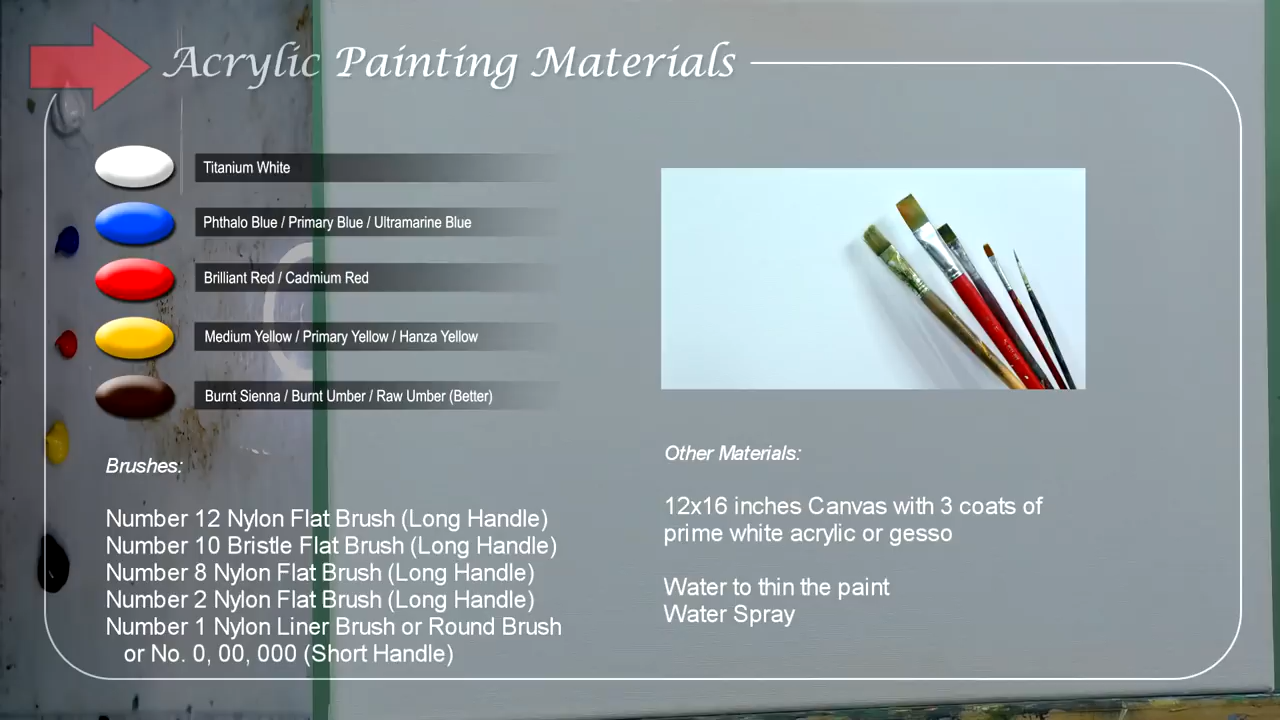 Acrylic Painting Materials
Titanium White
Phthalo Blue / Primary Blue / Ultramarine Blue
Brilliant Red / Cadmium Red
Medium Yellow / Primary Yellow / Hanza Yellow
Burnt Sienna / Burnt Umber / Raw Umber (Better)
Brushes:
Number 12 Nylon Flat Brush (Long Handle)
Number 10 Bristle Flat Brush (Long Handle)
Number 8 Nylon Flat Brush (Long Handle)
Number 2 Nylon Flat Brush (Long Handle)
Number 1 Nylon Liner Brush or Round Brush
or No. 0, 00, 000 (Short Handle)
Other Materials:
12x16 inches Canvas with 3 coats of
prime white acrylic or gesso
Water to thin the paint
Water Spray